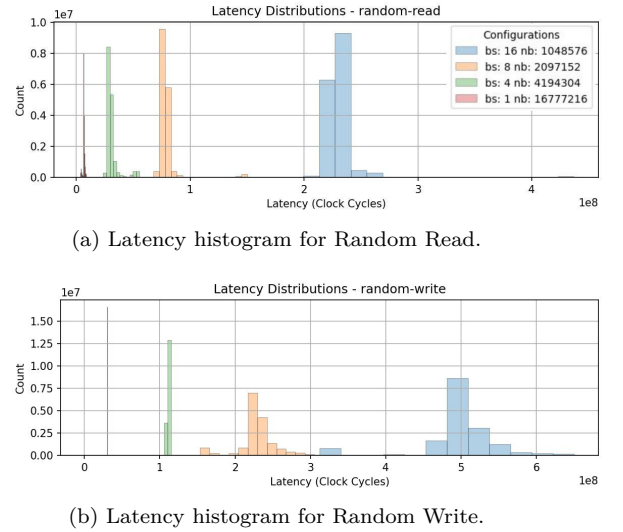 Latency Distributions - random-read
1e7
Configurations
bs: 16 nb: 1048576
bs: 8 nb: 2097152
bs: 4 nb: 4194304
bs: 1 nb: 16777216
Count
1.0
0.8
0.6
0.4
0.2
0.0
0 1 2 3 4
1e8
Latency (Clock Cycles)
(a) Latency histogram for Random Read.
Latency Distributions - random-write
1e7
Count
1.50
1.25
1.00
0.75
0.50
0.25
0.00
0 1 2 3 4 5 6
1e8
Latency (Clock Cycles)
(b) Latency histogram for Random Write.